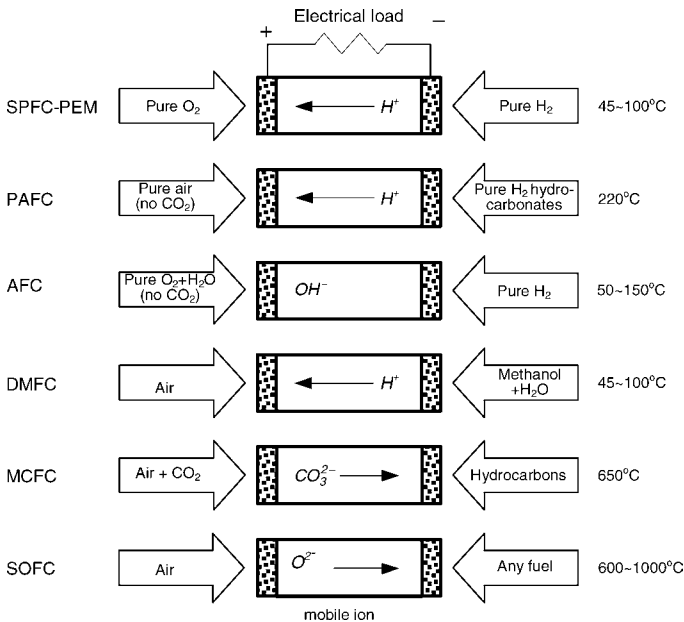 Electrical load
+ −
SPFC-PEM Pure O₂ H⁺ Pure H₂ 45~100°C
PAFC Pure air (no CO₂) H⁺ Pure H₂ hydro-carbonates 220°C
AFC Pure O₂+H₂O (no CO₂) OH⁻ Pure H₂ 50~150°C
DMFC Air H⁺ Methanol +H₂O 45~100°C
MCFC Air + CO₂ CO₃²⁻ Hydrocarbons 650°C
SOFC Air O²⁻ Any fuel 600~1000°C
mobile ion